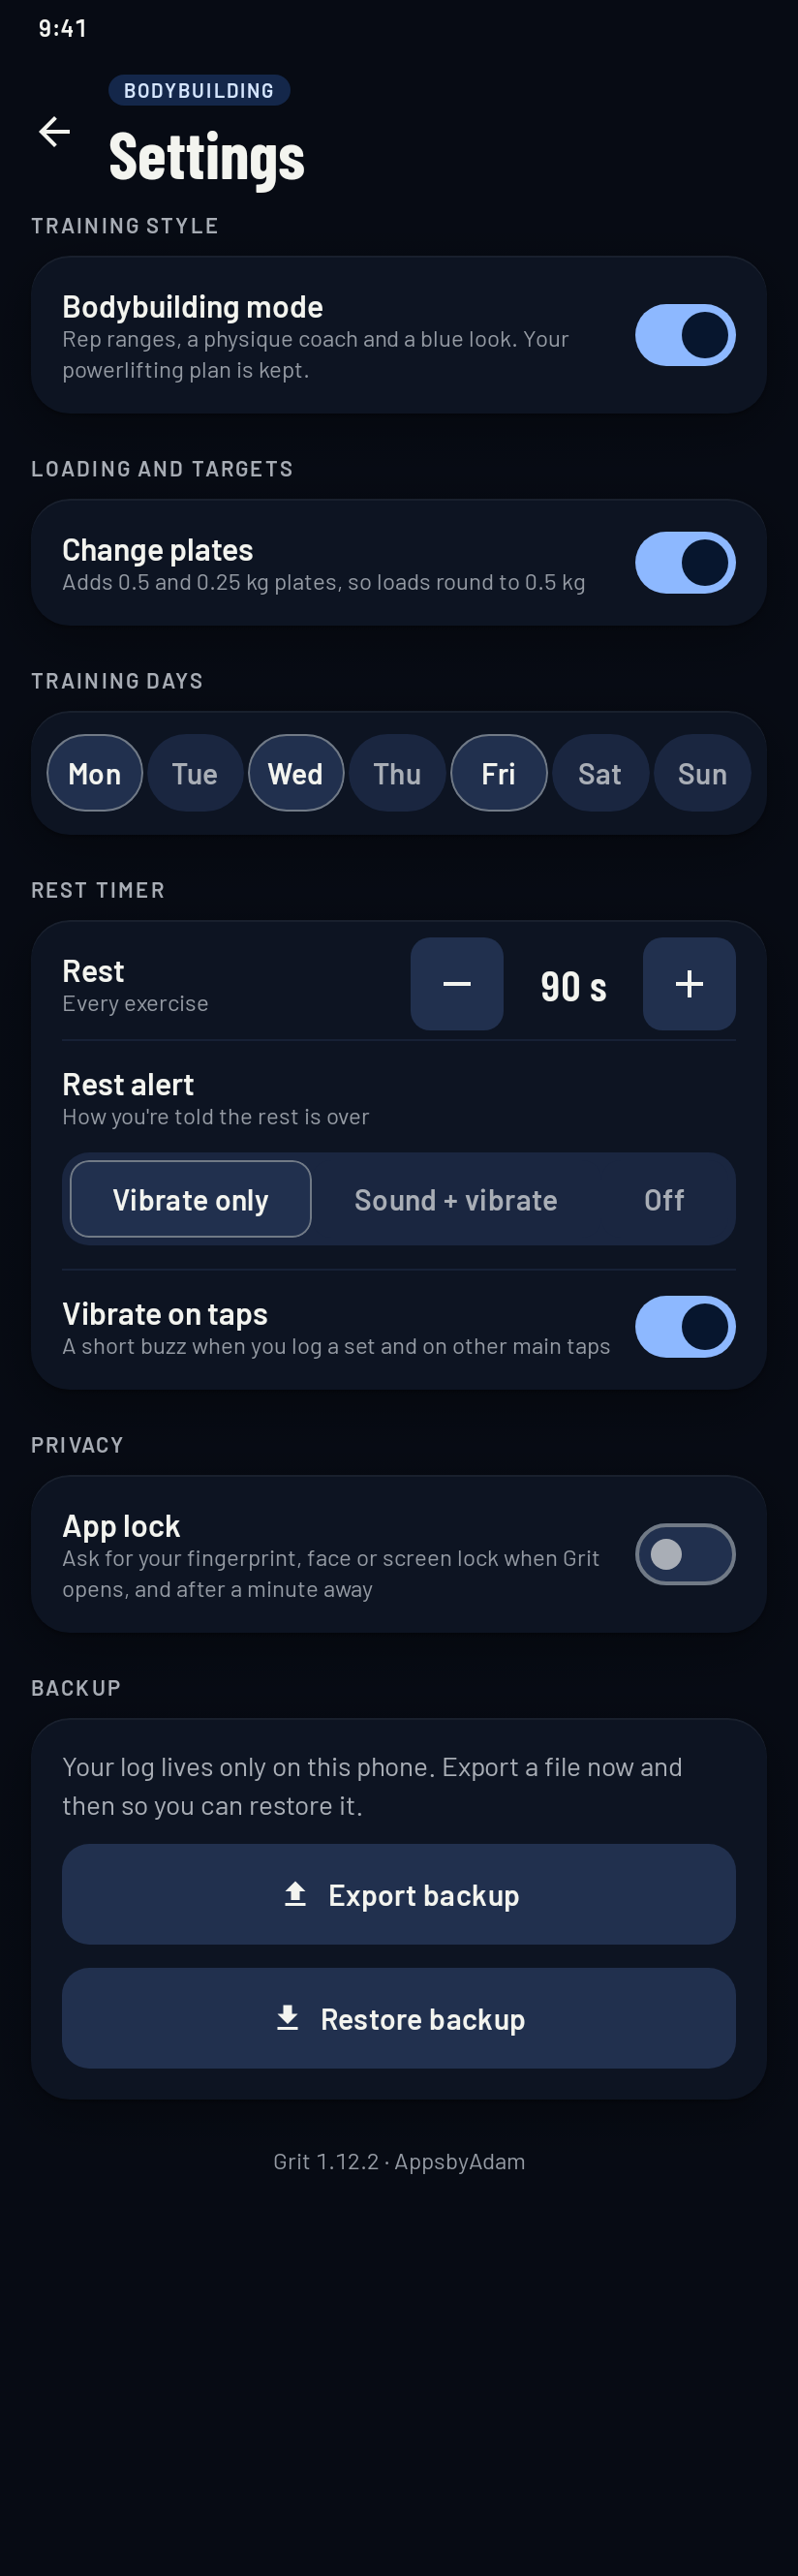 9:41
BODYBUILDING
Settings
TRAINING STYLE
Bodybuilding mode
Rep ranges, a physique coach and a blue look. Your
powerlifting plan is kept.
LOADING AND TARGETS
Change plates
Adds 0.5 and 0.25 kg plates, so loads round to 0.5 kg
TRAINING DAYS
Mon Tue Wed Thu Fri Sat Sun
REST TIMER
Rest
Every exercise
− 90 s +
Rest alert
How you're told the rest is over
Vibrate only Sound + vibrate Off
Vibrate on taps
A short buzz when you log a set and on other main taps
PRIVACY
App lock
Ask for your fingerprint, face or screen lock when Grit
opens, and after a minute away
BACKUP
Your log lives only on this phone. Export a file now and
then so you can restore it.
Export backup
Restore backup
Grit 1.12.2 · AppsbyAdam